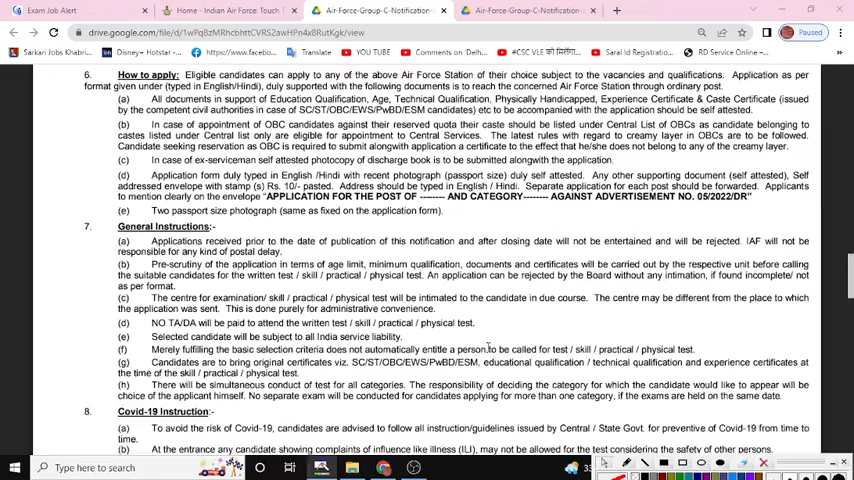 Exam Job Alert
Home - Indian Air Force: Touch T
Air-Force-Group-C-Notification-
Air-Force-Group-C-Notification-
drive.google.com/file/d/1wPqBzMRhcbhttCVRS2awHPn4x8RutKgk/view
Paused
Sarkari Jobs Khabri...
Disney+ Hotstar -...
https://www.faceb...
Translate
YOU TUBE
Comments on 'Delh...
#CSC VLE को मिलेगा...
Saral Id Registratio...
RD Service Online -...
6. How to apply: Eligible candidates can apply to any of the above Air Force Station of their choice subject to the vacancies and qualifications. Application as per
format given under (typed in English/Hindi), duly supported with the following documents is to reach the concerned Air Force Station through ordinary post.
(a) All documents in support of Education Qualification, Age, Technical Qualification, Physically Handicapped, Experience Certificate & Caste Certificate (issued
by the competent civil authorities in case of SC/ST/OBC/EWS/PwBD/ESM candidates) etc to be accompanied with the application should be self attested.
(b) In case of appointment of OBC candidates against their reserved quota their caste should be listed under Central List of OBCs as candidate belonging to
castes listed under Central list only are eligible for appointment to Central Services. The latest rules with regard to creamy layer in OBCs are to be followed.
Candidate seeking reservation as OBC is required to submit alongwith application a certificate to the effect that he/she does not belong to any of the creamy layer.
(c) In case of ex-serviceman self attested photocopy of discharge book is to be submitted alongwith the application.
(d) Application form duly typed in English /Hindi with recent photograph (passport size) duly self attested. Any other supporting document (self attested), Self
addressed envelope with stamp (s) Rs. 10/- pasted. Address should be typed in English / Hindi. Separate application for each post should be forwarded. Applicants
to mention clearly on the envelope "APPLICATION FOR THE POST OF -------- AND CATEGORY-------- AGAINST ADVERTISEMENT NO. 05/2022/DR"
(e) Two passport size photograph (same as fixed on the application form).
7. General Instructions:-
(a) Applications received prior to the date of publication of this notification and after closing date will not be entertained and will be rejected. IAF will not be
responsible for any kind of postal delay.
(b) Pre-scrutiny of the application in terms of age limit, minimum qualification, documents and certificates will be carried out by the respective unit before calling
the suitable candidates for the written test / skill / practical / physical test. An application can be rejected by the Board without any intimation, if found incomplete/ not
as per format.
(c) The centre for examination/ skill / practical / physical test will be intimated to the candidate in due course. The centre may be different from the place to which
the application was sent. This is done purely for administrative convenience.
(d) NO TA/DA will be paid to attend the written test / skill / practical / physical test.
(e) Selected candidate will be subject to all India service liability.
(f) Merely fulfilling the basic selection criteria does not automatically entitle a person to be called for test / skill / practical / physical test.
(g) Candidates are to bring original certificates viz. SC/ST/OBC/EWS/PwBD/ESM, educational qualification / technical qualification and experience certificates at
the time of the skill / practical / physical test.
(h) There will be simultaneous conduct of test for all categories. The responsibility of deciding the category for which the candidate would like to appear will be
choice of the applicant himself. No separate exam will be conducted for candidates applying for more than one category, if the exams are held on the same date.
8. Covid-19 Instruction:-
(a) To avoid the risk of Covid-19, candidates are advised to follow all instruction/guidelines issued by Central / State Govt. for preventive of Covid-19 from time to
time.
(b) At the entrance any candidate showing complaints of influence like illness (ILI), may not be allowed for the test considering the safety of other persons.
Type here to search